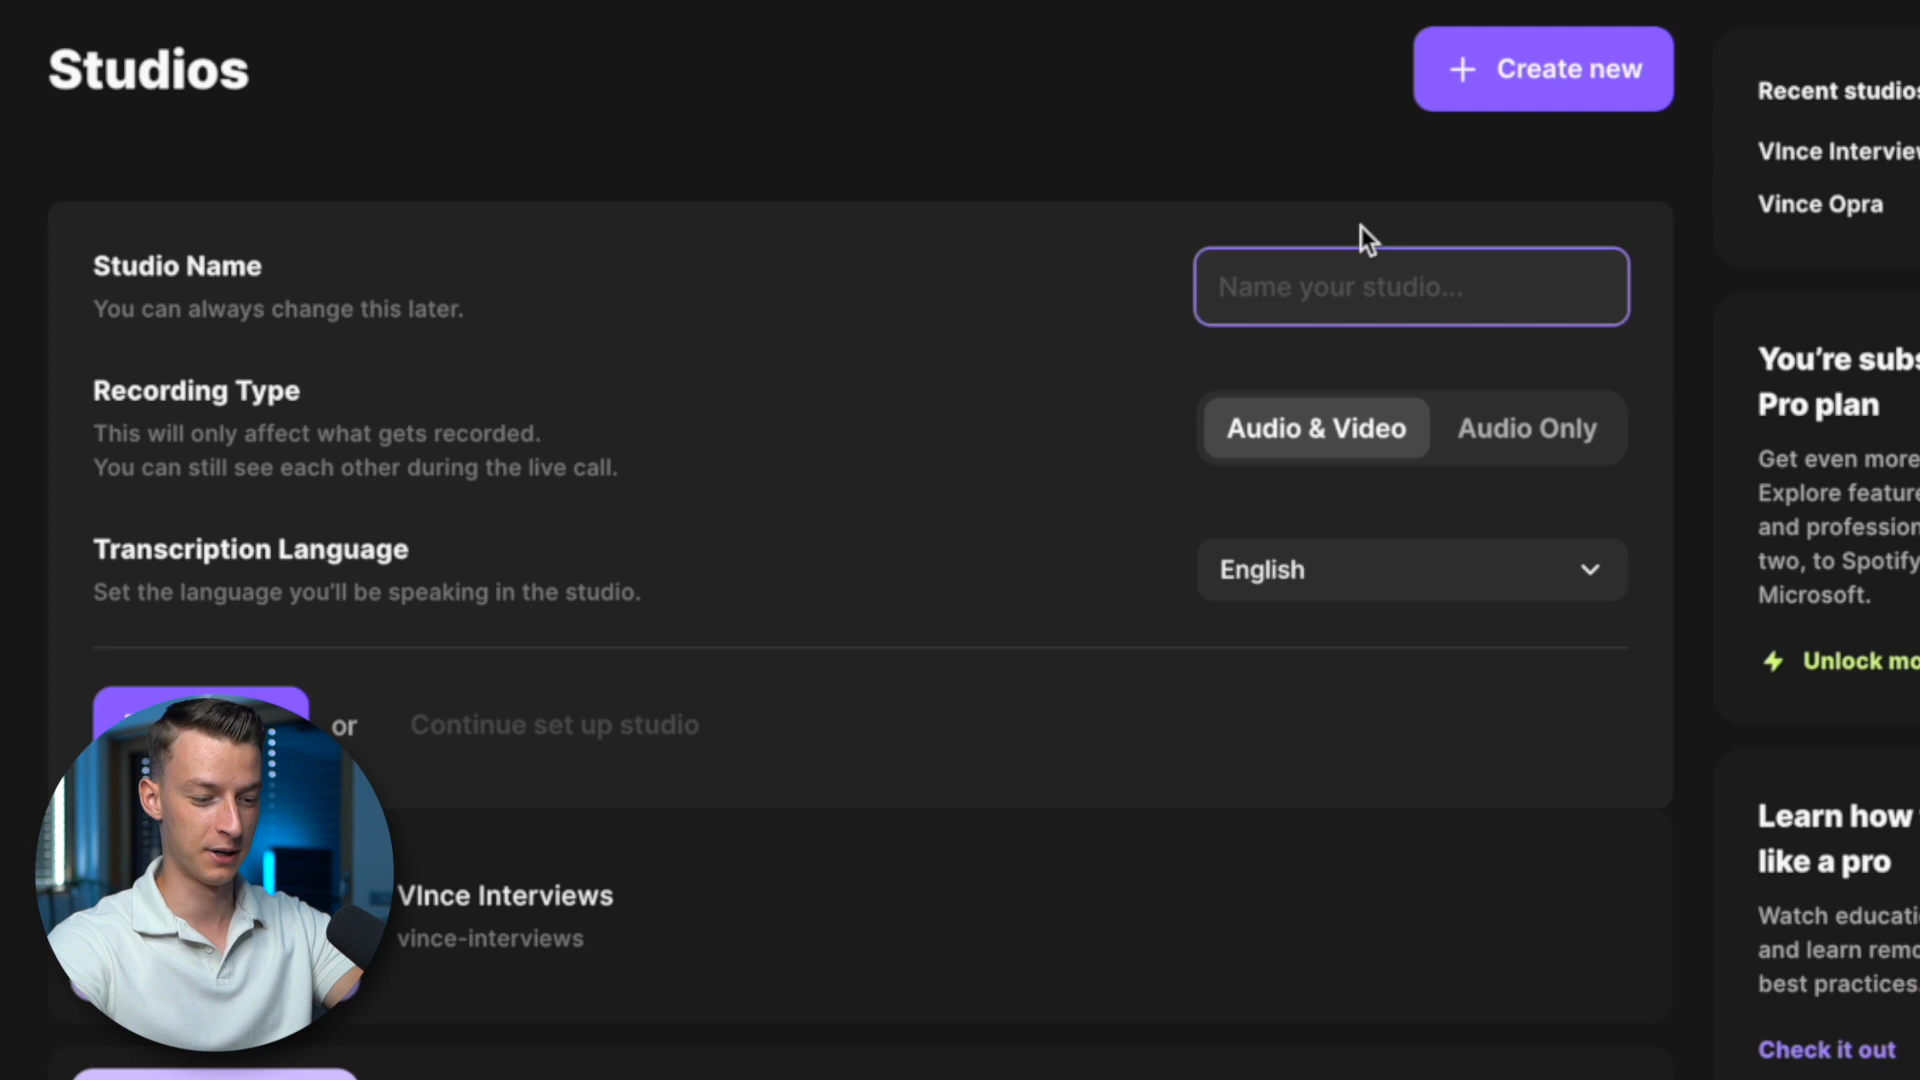 Studios
Create new
Studio Name
You can always change this later.
Name your studio...
Recording Type
This will only affect what gets recorded.
You can still see each other during the live call.
Audio & Video
Audio Only
Transcription Language
Set the language you'll be speaking in the studio.
English
or
Continue set up studio
VInce Interviews
vince-interviews
Recent studios
VInce Interview
Vince Opra
You’re subs
Pro plan
Get even more
Explore feature
and profession
two, to Spotify
Microsoft.
Unlock mo
Learn how
like a pro
Watch educati
and learn remo
best practices.
Check it out